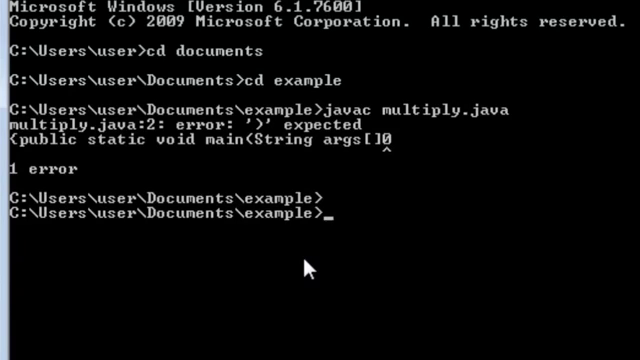 Microsoft Windows [Version 6.1.7600]
Copyright (c) 2009 Microsoft Corporation. All rights reserved.
C:\Users\user>cd documents
C:\Users\user\Documents>cd example
C:\Users\user\Documents\example>javac multiply.java
multiply.java:2: error: ')' expected
{public static void main(String args[]0
^
1 error
C:\Users\user\Documents\example>
C:\Users\user\Documents\example>_